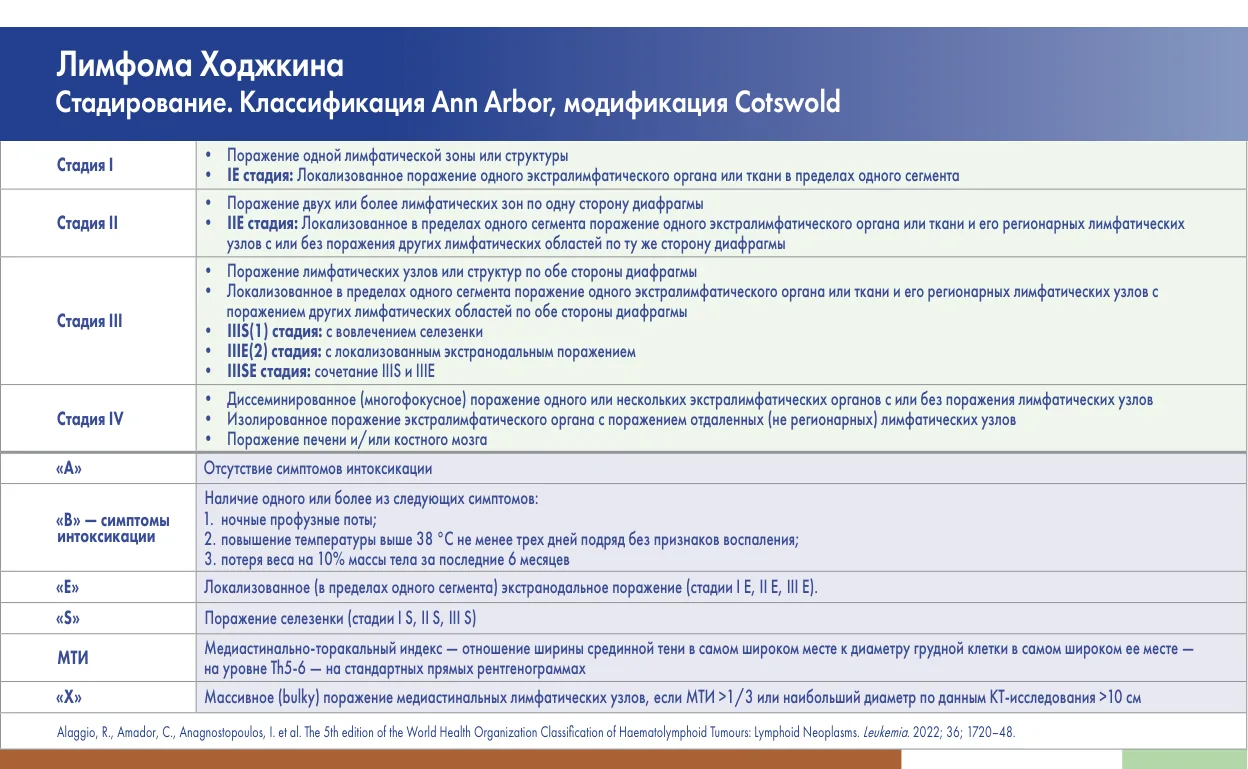 Лимфома Ходжкина
Стадирование. Классификация Ann Arbor, модификация Cotswold
Стадия I
• Поражение одной лимфатической зоны или структуры
• IE стадия: Локализованное поражение одного экстралимфатического органа или ткани в пределах одного сегмента
Стадия II
• Поражение двух или более лимфатических зон по одну сторону диафрагмы
• IIE стадия: Локализованное в пределах одного сегмента поражение одного экстралимфатического органа или ткани и его регионарных лимфатических
узлов с или без поражения других лимфатических областей по ту же сторону диафрагмы
Стадия III
• Поражение лимфатических узлов или структур по обе стороны диафрагмы
• Локализованное в пределах одного сегмента поражение одного экстралимфатического органа или ткани и его регионарных лимфатических узлов с
поражением других лимфатических областей по обе стороны диафрагмы
• IIIS(1) стадия: с вовлечением селезенки
• IIIE(2) стадия: с локализованным экстранодальным поражением
• IIISE стадия: сочетание IIIS и IIIE
Стадия IV
• Диссеминированное (многофокусное) поражение одного или нескольких экстралимфатических органов с или без поражения лимфатических узлов
• Изолированное поражение экстралимфатического органа с поражением отдаленных (не регионарных) лимфатических узлов
• Поражение печени и/или костного мозга
«A»
Отсутствие симптомов интоксикации
«B» — симптомы
интоксикации
Наличие одного или более из следующих симптомов:
1. ночные профузные поты;
2. повышение температуры выше 38 °C не менее трех дней подряд без признаков воспаления;
3. потеря веса на 10% массы тела за последние 6 месяцев
«E»
Локализованное (в пределах одного сегмента) экстранодальное поражение (стадии I E, II E, III E).
«S»
Поражение селезенки (стадии I S, II S, III S)
МТИ
Медиастинально-торакальный индекс — отношение ширины срединной тени в самом широком месте к диаметру грудной клетки в самом широком ее месте —
на уровне Th5-6 — на стандартных прямых рентгенограммах
«X»
Массивное (bulky) поражение медиастинальных лимфатических узлов, если МТИ >1/3 или наибольший диаметр по данным КТ-исследования >10 см
Alaggio, R., Amador, C., Anagnostopoulos, I. et al. The 5th edition of the World Health Organization Classification of Haematolymphoid Tumours: Lymphoid Neoplasms. Leukemia. 2022; 36; 1720–48.